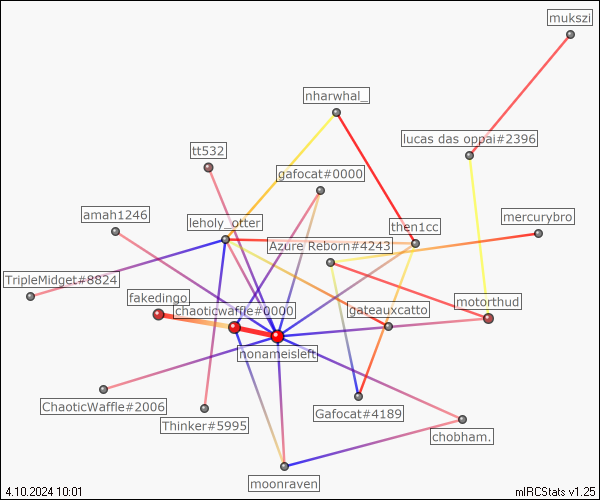 mukszi
nharwhal_
lucas das oppai#2396
tt532
gafocat#0000
amah1246
leholy_otter
then1cc
mercurybro
Azure Reborn#4243
TripleMidget#8824
fakedingo
chaoticwaffle#0000
gateauxcatto
motorthud
nonameisleft
ChaoticWaffle#2006
Gafocat#4189
Thinker#5995
chobham.
moonraven
4.10.2024 10:01
mIRCStats v1.25